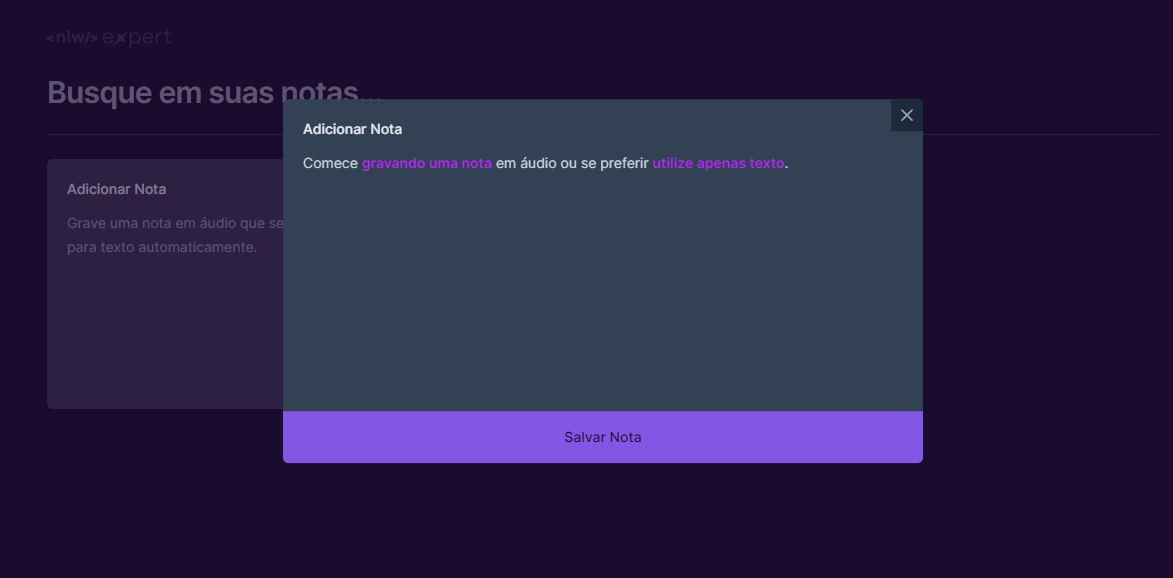 <nlw/> expert
Busque em suas notas...
Adicionar Nota
Grave uma nota em áudio que se
para texto automaticamente.
Adicionar Nota
Comece gravando uma nota em áudio ou se preferir utilize apenas texto.
Salvar Nota